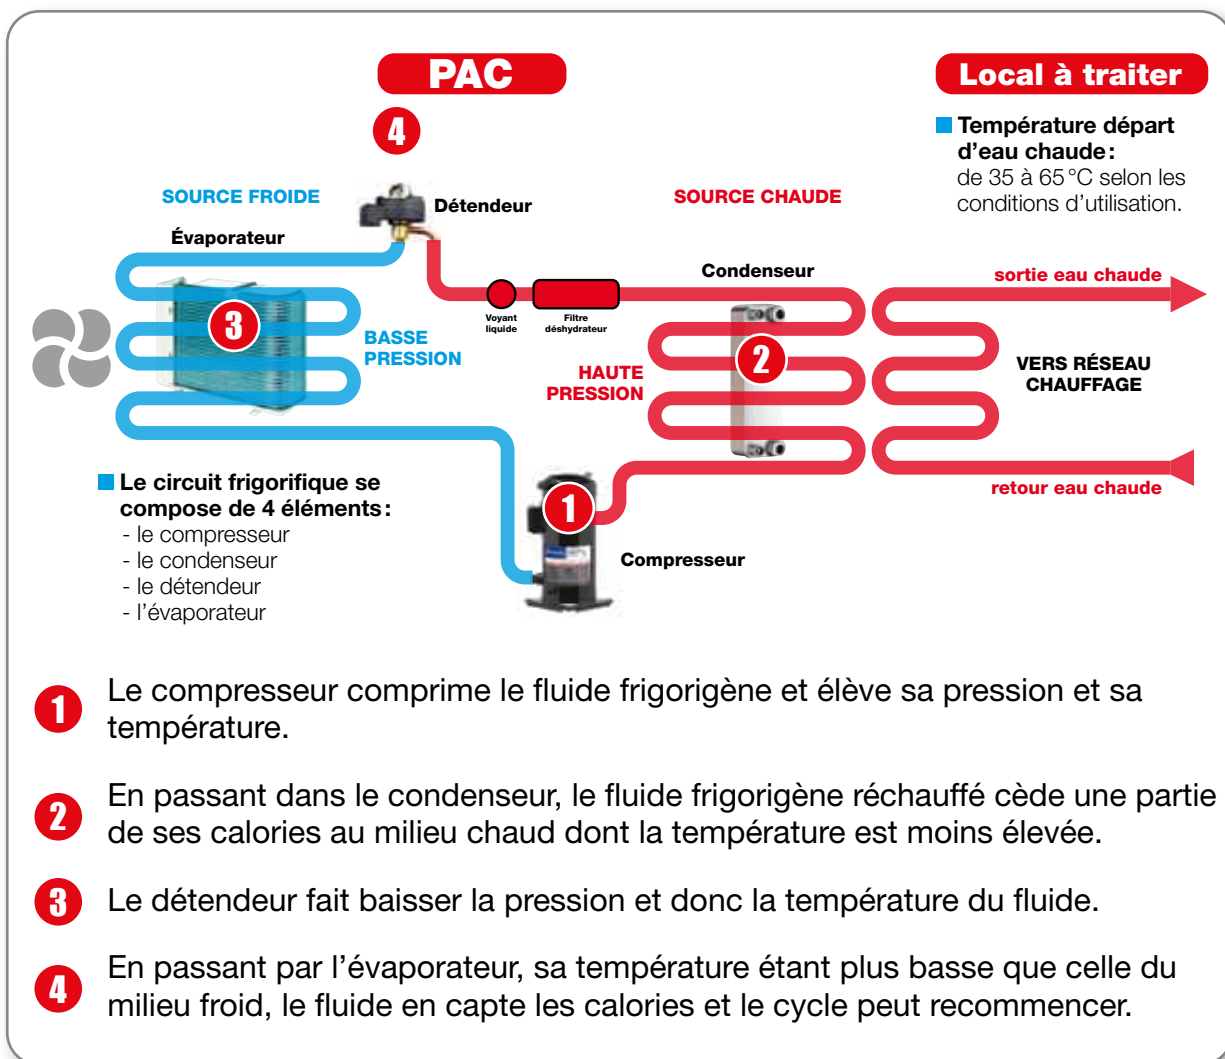 PAC
Local à traiter
4
Température départ
d’eau chaude :
de 35 à 65 °C selon les
conditions d’utilisation.
SOURCE FROIDE
Détendeur
SOURCE CHAUDE
Évaporateur
Condenseur
sortie eau chaude
Voyant
liquide
Filtre
déshydrateur
3
BASSE
PRESSION
2
HAUTE
PRESSION
VERS RÉSEAU
CHAUFFAGE
Le circuit frigorifique se
compose de 4 éléments :
- le compresseur
- le condenseur
- le détendeur
- l’évaporateur
1
Compresseur
retour eau chaude
1 Le compresseur comprime le fluide frigorigène et élève sa pression et sa
température.
2 En passant dans le condenseur, le fluide frigorigène réchauffé cède une partie
de ses calories au milieu chaud dont la température est moins élevée.
3 Le détendeur fait baisser la pression et donc la température du fluide.
4 En passant par l’évaporateur, sa température étant plus basse que celle du
milieu froid, le fluide en capte les calories et le cycle peut recommencer.